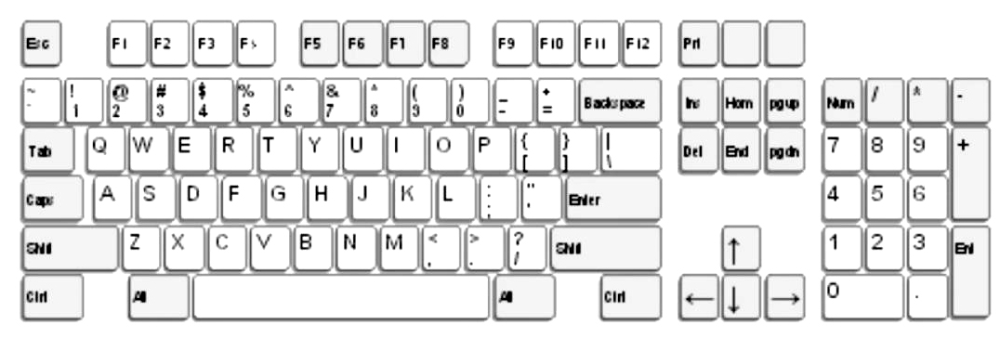 Esc F1 F2 F3 F5 F6 F8 F9 F10 F11 F12 Prt
~ ! @ # $ % ^ & ( ) _ + Backspace Ins Hom pgup Num / * -
` 1 2 3 4 5 6 7 8 0 - =
Tab Q W E R T Y U I O P { } | Del End pgdn 7 8 9 +
[ ] \
Caps A S D F G H J K L : " Enter 4 5 6
; '
Shift Z X C V B N M < > ? Shift ↑ 1 2 3 Ent
, . /
Ctrl Alt Alt Ctrl ← ↓ → 0 .